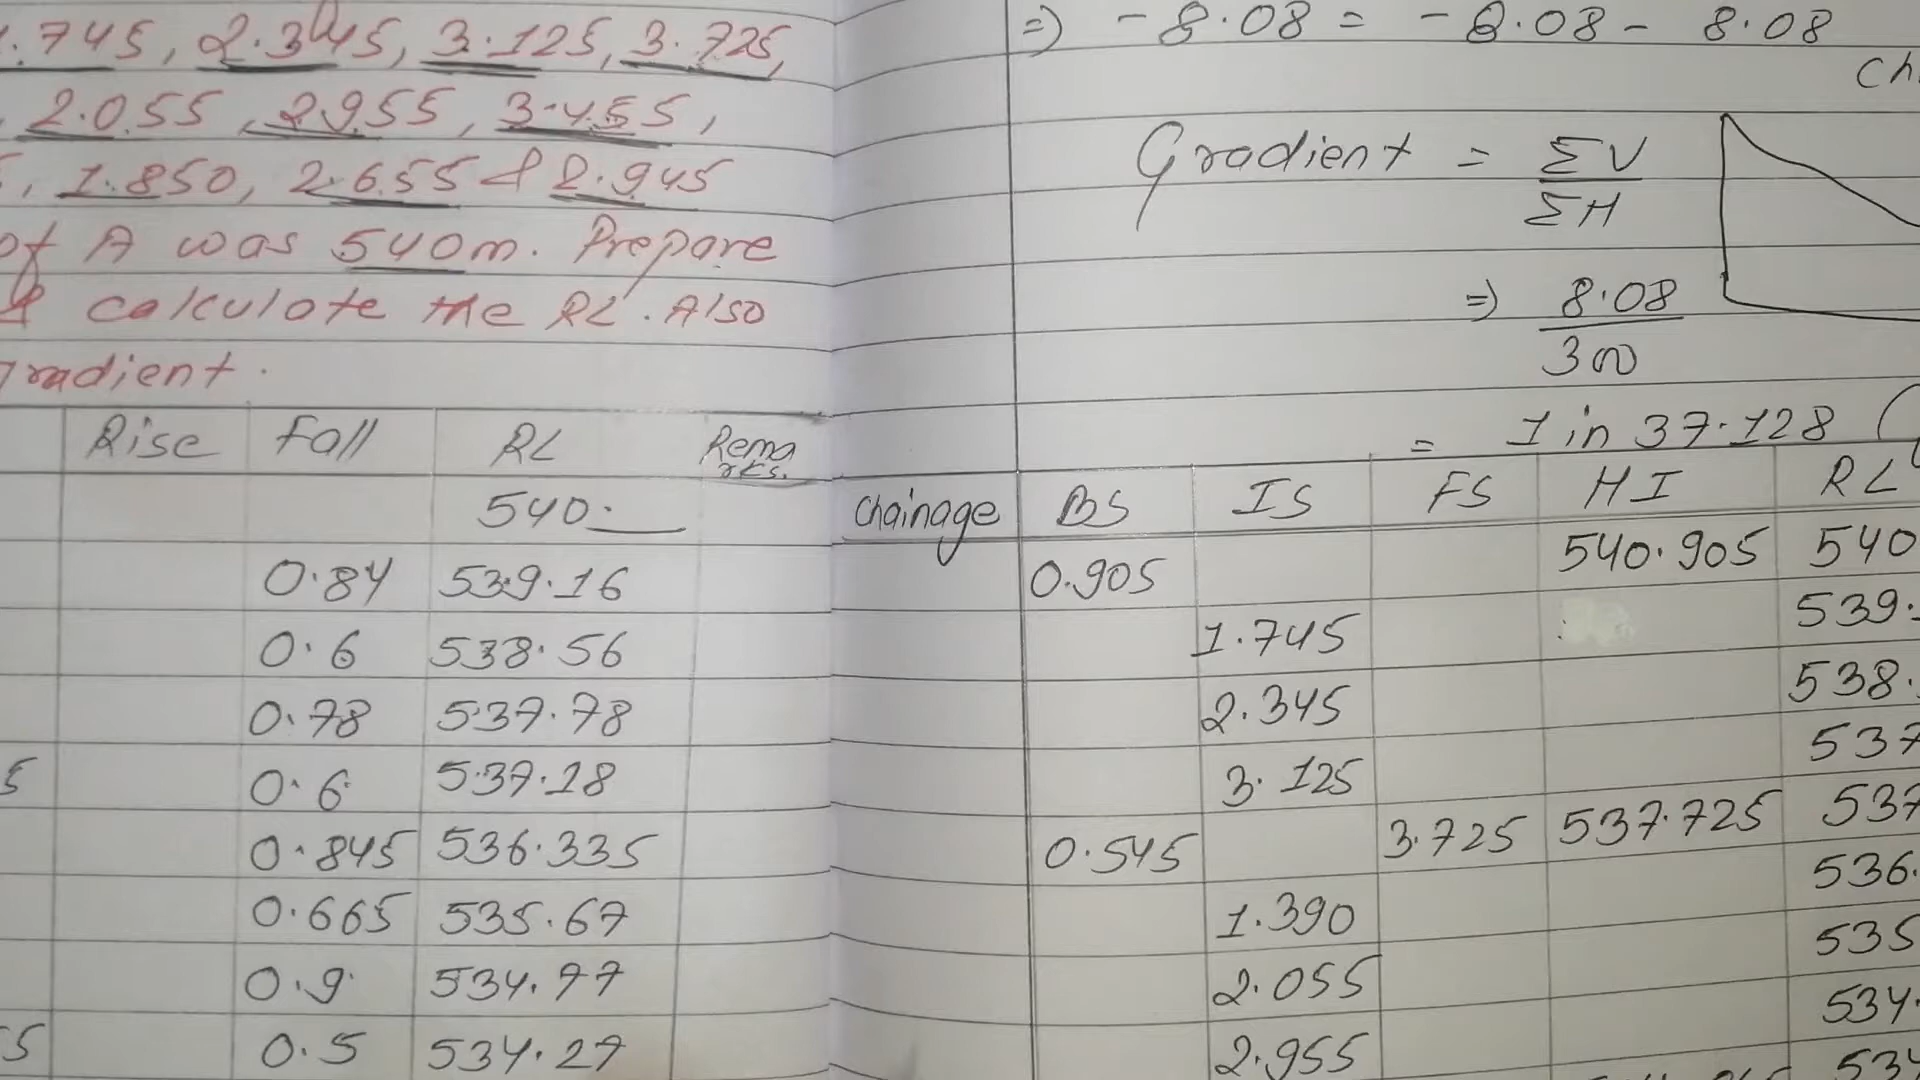 .745, 2.345, 3.125, 3.725,
2.055, 2.955, 3.455,
1.850, 2.655 & 2.945
of A was 540m. Prepare
& calculate the RL. Also
gradient.
Rise Fall RL Remarks.
540.
0.84 539.16
0.6 538.56
0.78 537.78
5 0.6 537.18
0.845 536.335
0.665 535.67
0.9 534.77
55 0.5 534.27
=) - 8.08 = - 8.08 - 8.08
Ch
Gradient = ΣV
ΣH
=) 8.08
300
= 1 in 37.128 (
Chainage BS IS FS HI RL
0.905 540.905 540
1.745 539.
2.345 538.
3.125 537
0.545 3.725 537.725 537
1.390 536.
2.055 535
2.955 534.
534